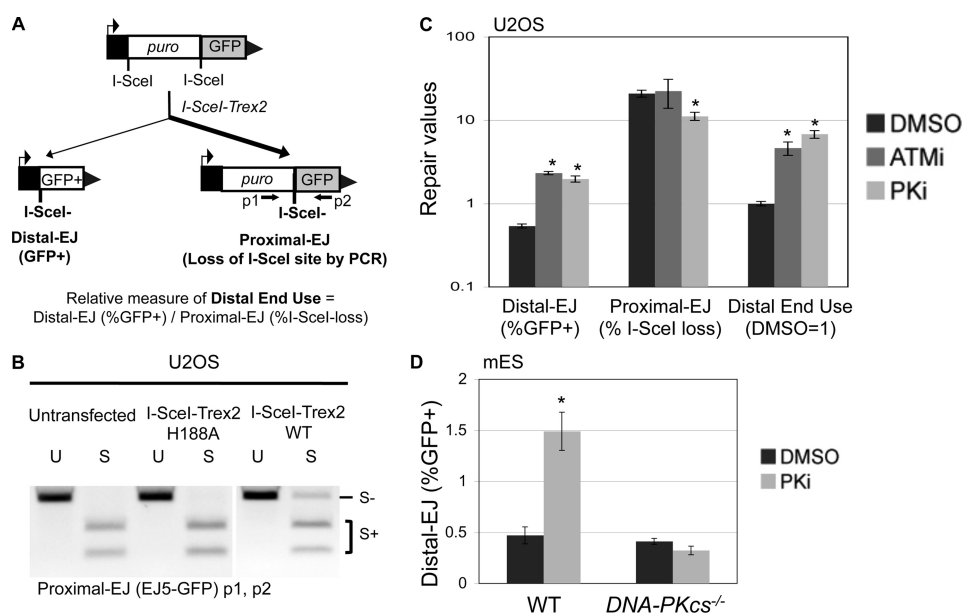 A
puro
GFP
I-SceI
I-SceI
I-SceI-Trex2
GFP+
puro
GFP
p1
p2
I-SceI-
I-SceI-
Distal-EJ
(GFP+)
Proximal-EJ
(Loss of I-SceI site by PCR)
Relative measure of Distal End Use =
Distal-EJ (%GFP+) / Proximal-EJ (%I-SceI-loss)
B
U2OS
Untransfected
I-SceI-Trex2
H188A
I-SceI-Trex2
WT
U S U S U S
S-
S+
Proximal-EJ (EJ5-GFP) p1, p2
C
U2OS
Repair values
100
10
1
0.1
Distal-EJ
(%GFP+)
Proximal-EJ
(% I-SceI loss)
Distal End Use
(DMSO=1)
* * * * *
DMSO
ATMi
PKi
D
mES
Distal-EJ (%GFP+)
2
1.5
1
0.5
0
*
WT
DNA-PKcs-/-
DMSO
PKi